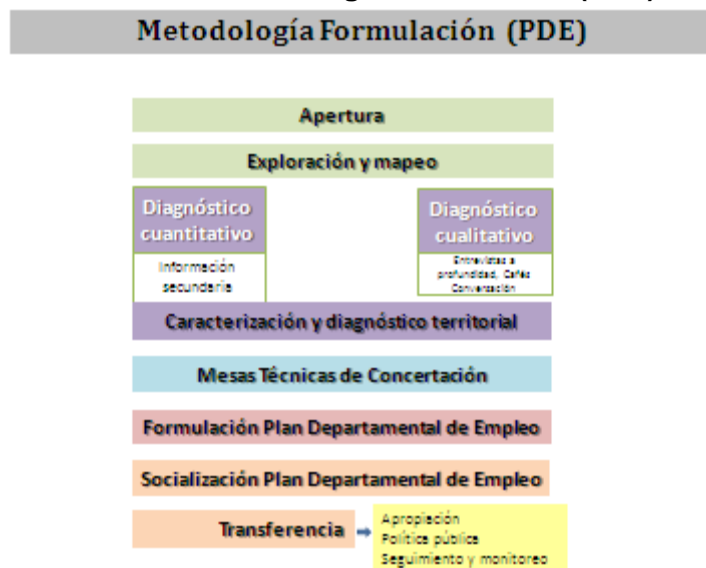 Metodología Formulación (PDE)
Apertura
Exploración y mapeo
Diagnóstico
cuantitativo
Información
secundaria
Diagnóstico
cualitativo
Entrevistas a
profundidad, Cafés
Conversación
Caracterización y diagnóstico territorial
Mesas Técnicas de Concertación
Formulación Plan Departamental de Empleo
Socialización Plan Departamental de Empleo
Transferencia
Apropiación
Política pública
Seguimiento y monitoreo